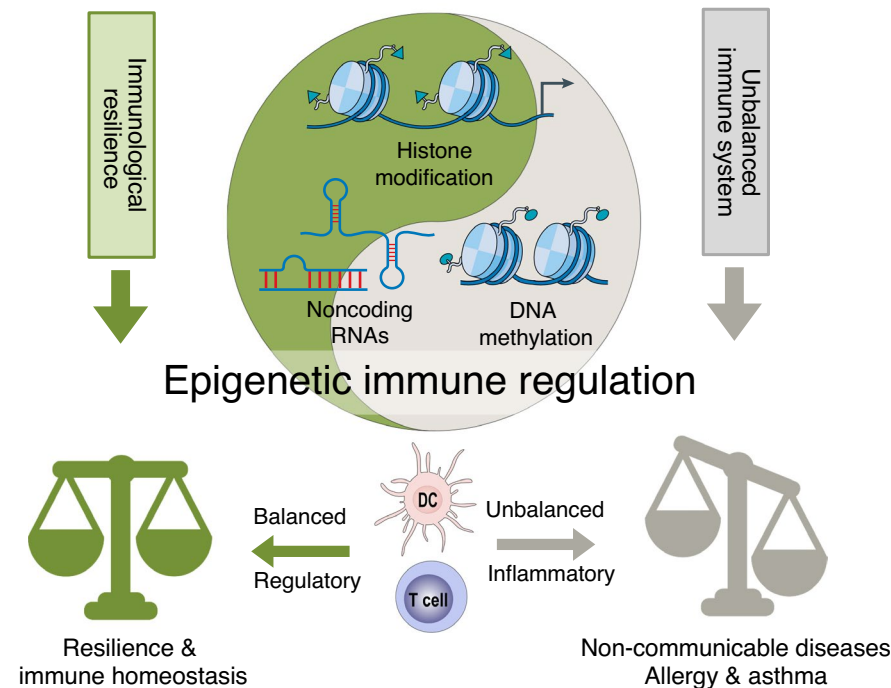 Immunological
resilience
Unbalanced
immune system
Histone
modification
Noncoding
RNAs
DNA
methylation
Epigenetic immune regulation
DC
T cell
Balanced
Regulatory
Unbalanced
Inflammatory
Resilience &
immune homeostasis
Non-communicable diseases
Allergy & asthma